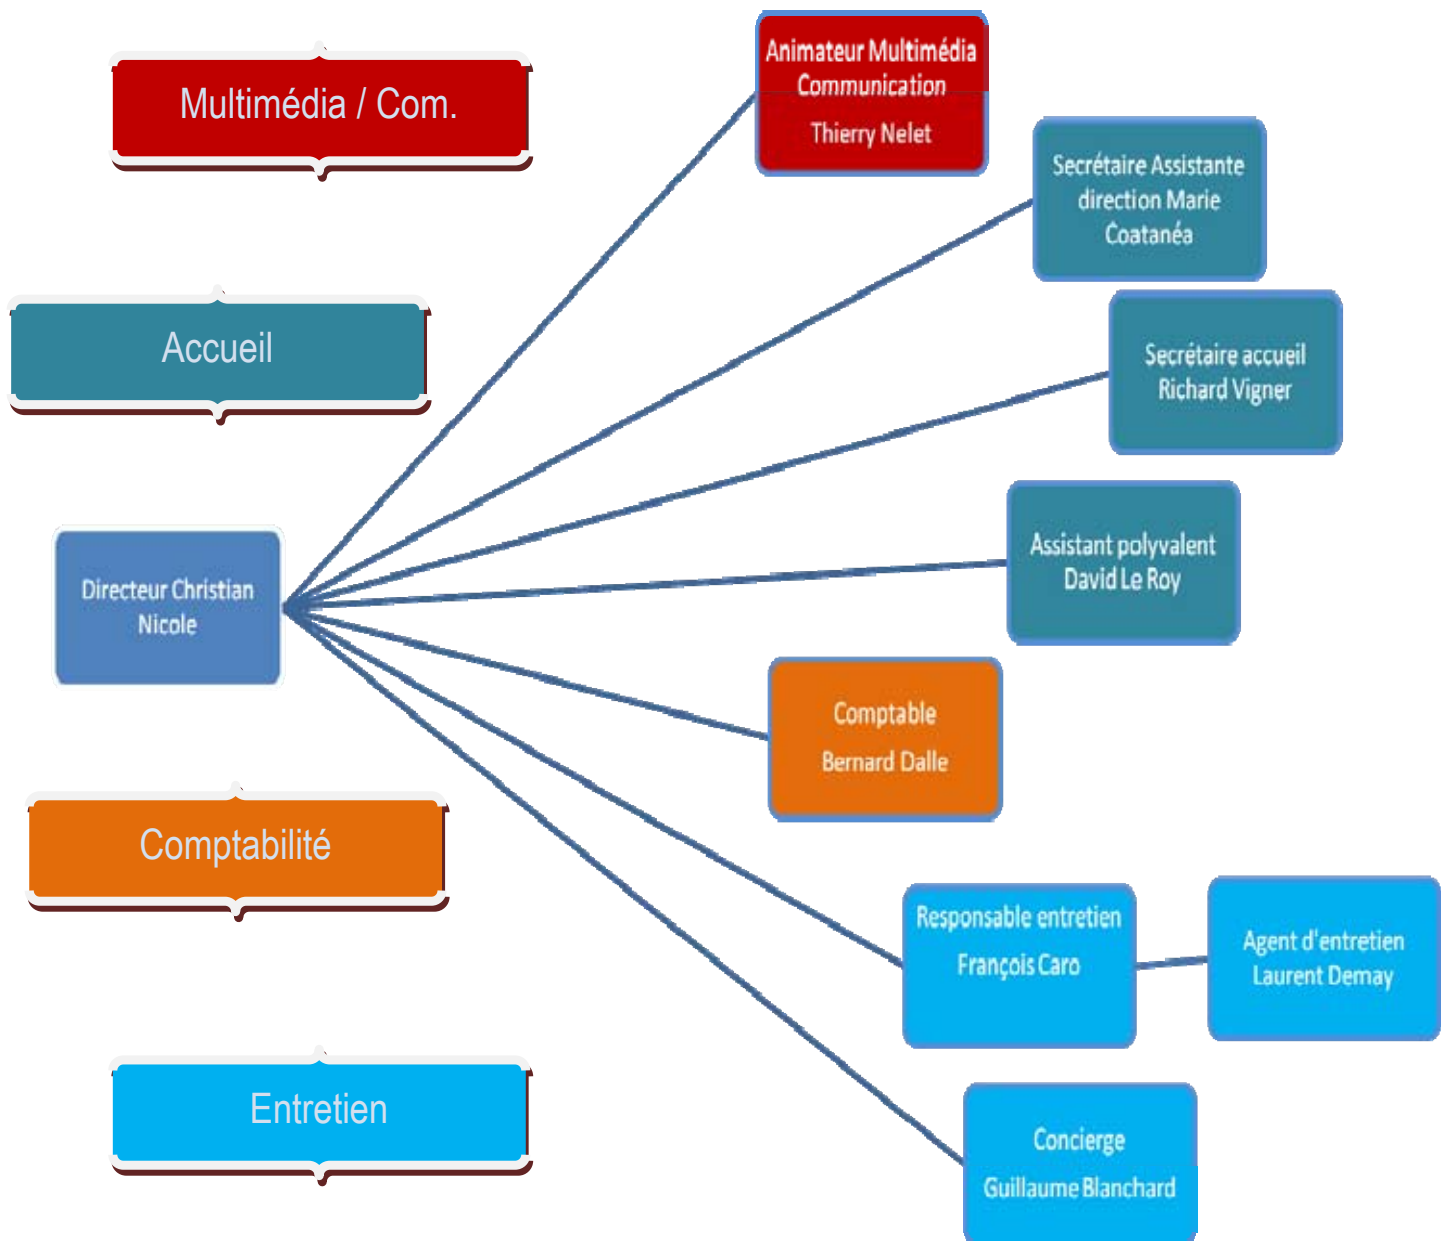 Multimédia / Com.
Animateur Multimédia
Communication
Thierry Nelet
Secrétaire Assistante
direction Marie
Coatanéa
Accueil
Secrétaire accueil
Richard Vigner
Directeur Christian
Nicole
Assistant polyvalent
David Le Roy
Comptable
Bernard Dalle
Comptabilité
Responsable entretien
François Caro
Agent d'entretien
Laurent Demay
Entretien
Concierge
Guillaume Blanchard